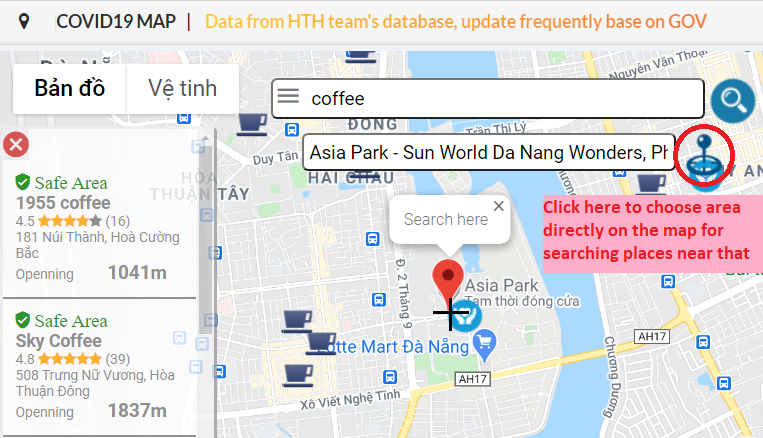 COVID19 MAP | Data from HTH team's database, update frequently base on GOV
Bản đồ
Vệ tinh
coffee
Asia Park - Sun World Da Nang Wonders,
Click here to choose area
directly on the map for
searching places near that
Safe Area
1955 coffee
4.5 (16)
181 Núi Thành, Hoà Cường
Bắc
Openning 1041m
Safe Area
Sky Coffee
4.8 (39)
508 Trưng Nữ Vương, Hòa
Thuận Đông
Openning 1837m
Nguyễn Văn Thoại
Trần Thị Lý
ĐÔNG
Duy Tân
HẢI CHÂU
THUẬN TÂY
Search here
Đ. 2 Tháng 9
Asia Park
Tạm thời đóng cửa
Lotte Mart Đà Nẵng
AH17
AH17
Chương Dương
Xô Viết Nghệ Tĩnh